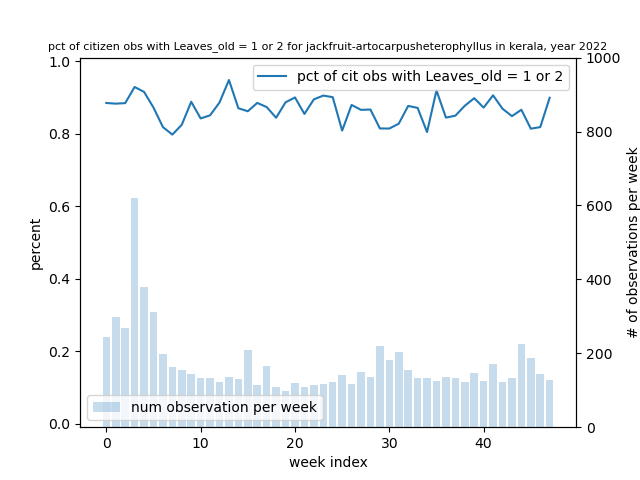 pct of citizen obs with Leaves_old = 1 or 2 for jackfruit-artocarpusheterophyllus in kerala, year 2022
pct of cit obs with Leaves_old = 1 or 2
1.0
0.8
0.6
0.4
0.2
0.0
percent
1000
800
600
400
200
0
# of observations per week
num observation per week
0
10
20
30
40
week index